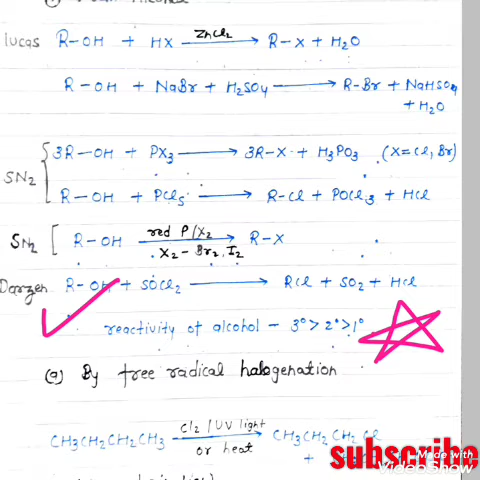 lucas R-OH + HX ZnCl2 → R-X + H2O
R-OH + NaBr + H2SO4 → R-Br + NaHSO4
+ H2O
SN2
3R-OH + PX3 → 3R-X + H3PO3 (X=Cl, Br)
R-OH + PCl5 → R-Cl + POCl3 + HCl
SN2 R-OH red P/X2 → R-X
X2 - Br2, I2
Darzen R-OH + SOCl2 → RCl + SO2 + HCl
reactivity of alcohol - 3° > 2° > 1°
(a) By free radical halogenation
CH3CH2CH2CH3 Cl2/UV light → CH3CH2CH2Cl
or heat
+
subscribe
Made with
VideoShow